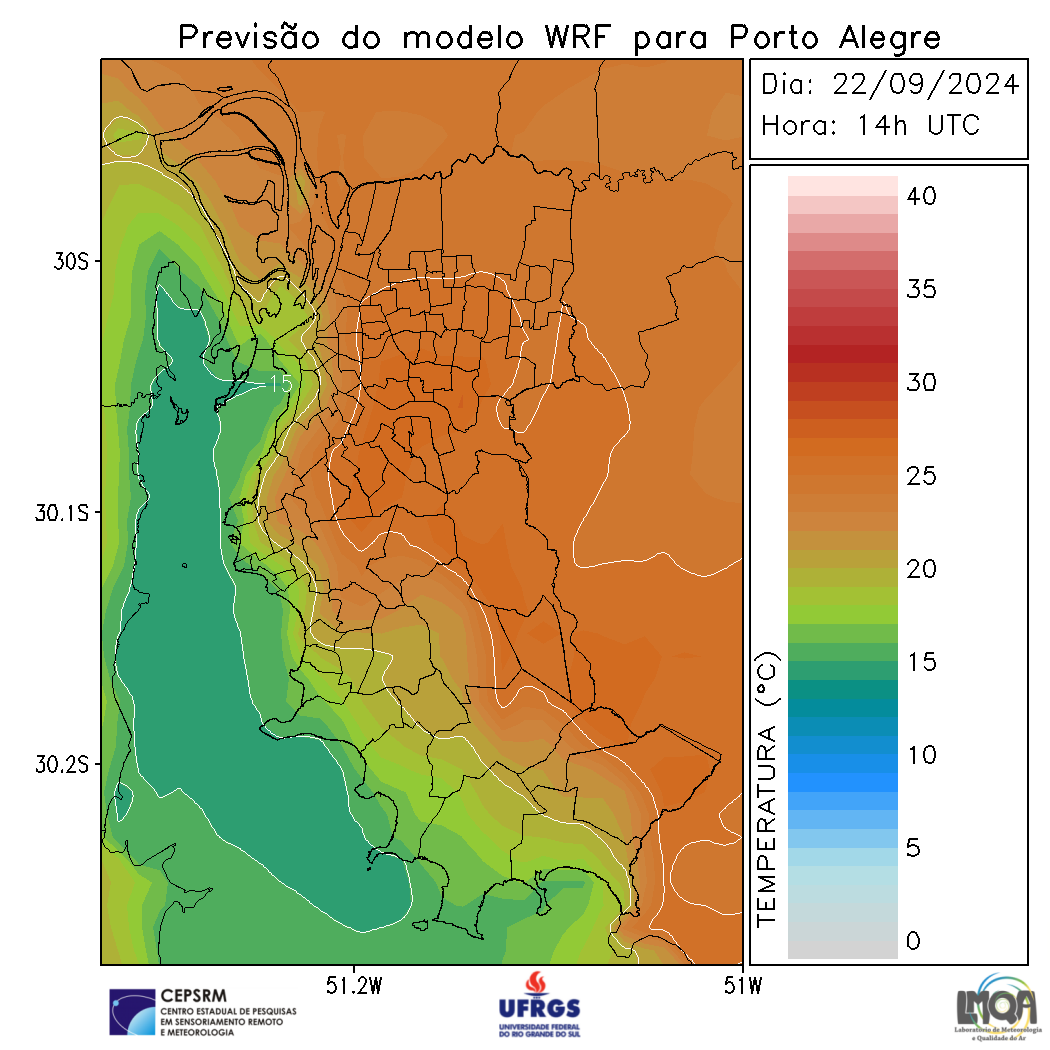 Previsão do modelo WRF para Porto Alegre
Dia: 22/09/2024
Hora: 14h UTC
30S
30.1S
30.2S
51.2W
51W
15
TEMPERATURA (°C)
40
35
30
25
20
15
10
5
0
CEPSRM
CENTRO ESTADUAL DE PESQUISAS
EM SENSORIAMENTO REMOTO
E METEOROLOGIA
UFRGS
UNIVERSIDADE FEDERAL
DO RIO GRANDE DO SUL
LMQA
Laboratório de Meteorologia
e Qualidade do Ar